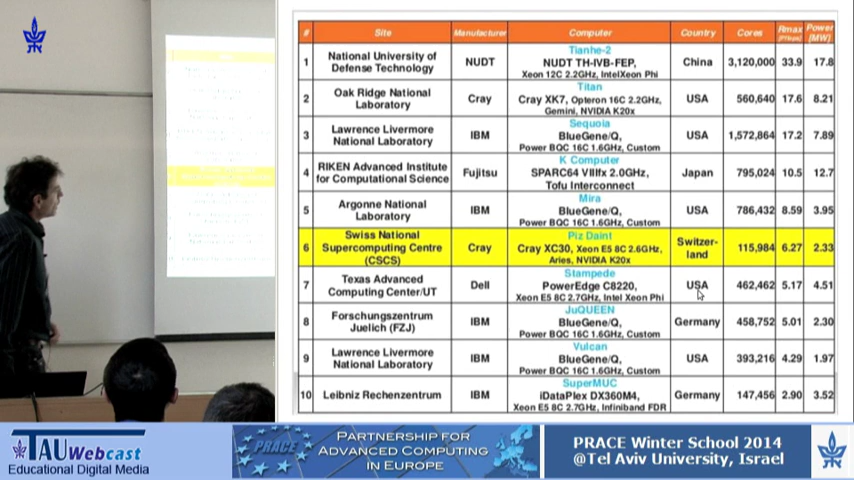 # Site Manufacturer Computer Country Cores Rmax [Pflops] Power [MW]
1 National University of Defense Technology NUDT Tianhe-2 NUDT TH-IVB-FEP, Xeon 12C 2.2GHz, IntelXeon Phi China 3,120,000 33.9 17.8
2 Oak Ridge National Laboratory Cray Titan Cray XK7, Opteron 16C 2.2GHz, Gemini, NVIDIA K20x USA 560,640 17.6 8.21
3 Lawrence Livermore National Laboratory IBM Sequoia BlueGene/Q, Power BQC 16C 1.6GHz, Custom USA 1,572,864 17.2 7.89
4 RIKEN Advanced Institute for Computational Science Fujitsu K Computer SPARC64 VIIIfx 2.0GHz, Tofu Interconnect Japan 795,024 10.5 12.7
5 Argonne National Laboratory IBM Mira BlueGene/Q, Power BQC 16C 1.6GHz, Custom USA 786,432 8.59 3.95
6 Swiss National Supercomputing Centre (CSCS) Cray Piz Daint Cray XC30, Xeon E5 8C 2.6GHz, Aries, NVIDIA K20x Switzer-land 115,984 6.27 2.33
7 Texas Advanced Computing Center/UT Dell Stampede PowerEdge C8220, Xeon E5 8C 2.7GHz, Intel Xeon Phi USA 462,462 5.17 4.51
8 Forschungszentrum Juelich (FZJ) IBM JuQUEEN BlueGene/Q, Power BQC 16C 1.6GHz, Custom Germany 458,752 5.01 2.30
9 Lawrence Livermore National Laboratory IBM Vulcan BlueGene/Q, Power BQC 16C 1.6GHz, Custom USA 393,216 4.29 1.97
10 Leibniz Rechenzentrum IBM SuperMUC iDataPlex DX360M4, Xeon E5 8C 2.7GHz, Infiniband FDR Germany 147,456 2.90 3.52
TAU Webcast
Educational Digital Media
PRACE
PARTNERSHIP FOR
ADVANCED COMPUTING
IN EUROPE
PRACE Winter School 2014
@Tel Aviv University, Israel